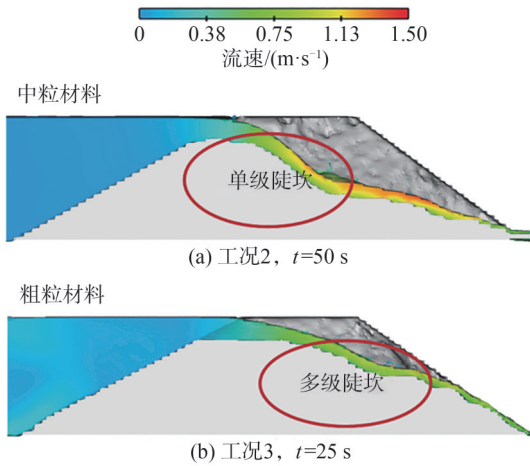 0 0.38 0.75 1.13 1.50
流速/(m·s⁻¹)
中粒材料
单级陡坎
(a) 工况2，t=50 s
粗粒材料
多级陡坎
(b) 工况3，t=25 s